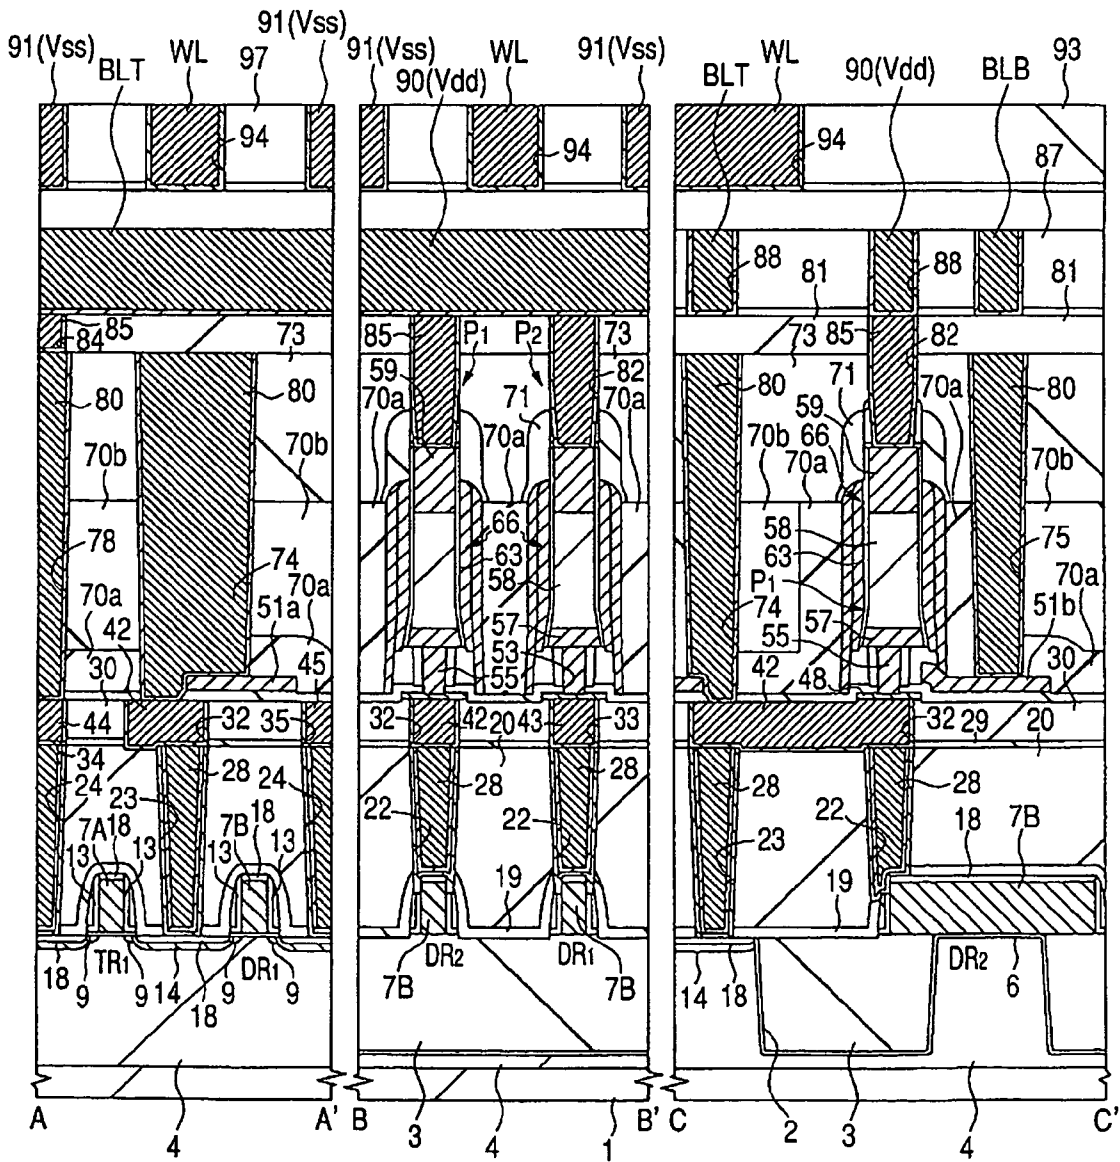 91(Vss) WL 91(Vss) 91(Vss) WL 91(Vss) WL 93
BLT 97 90(Vdd) BLT 90(Vdd) BLB
94 94 94 87
88 81 88 81
85 84 73 85 P1 P2 73 73 85 82
59 82 71
80 80 70a 71 70a 80 59 70a 80
70b 70b 70a 70b 66 70a 70b
78 66 63 58 75
74 58 63 70a
70a 42 51a 70a 57 P1 74 57 51b
30 45 53 55 55 42 48 30
44 32 35 32 42 20 43 33 32 29 20
34 28 24 28 28 28 28
24 23 22 22 23 22 18 7B
7A 18 13 7B 18 13
13 13 19 19
18 9 TR1 9 14 18 9 DR1 9 DR2 DR1 14 18 DR2 6
7B 7B
A A' B B' C C'
4 3 4 1 2 3 4